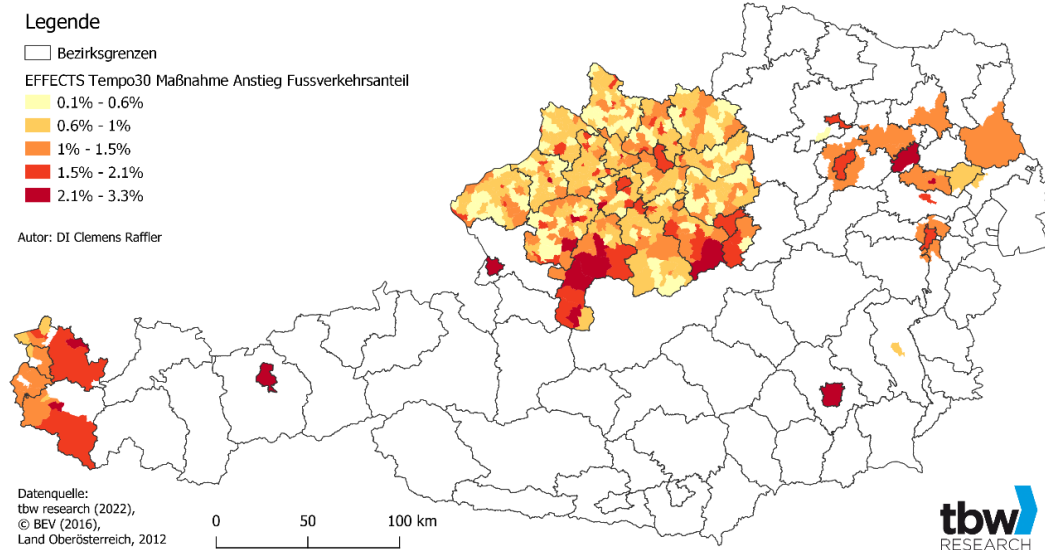 Legende
Bezirksgrenzen
EFFECTS Tempo30 Maßnahme Anstieg Fussverkehrsanteil
0.1% - 0.6%
0.6% - 1%
1% - 1.5%
1.5% - 2.1%
2.1% - 3.3%
Autor: DI Clemens Raffler
Datenquelle:
tbw research (2022),
© BEV (2016),
Land Oberösterreich, 2012
0 50 100 km
tbw
RESEARCH